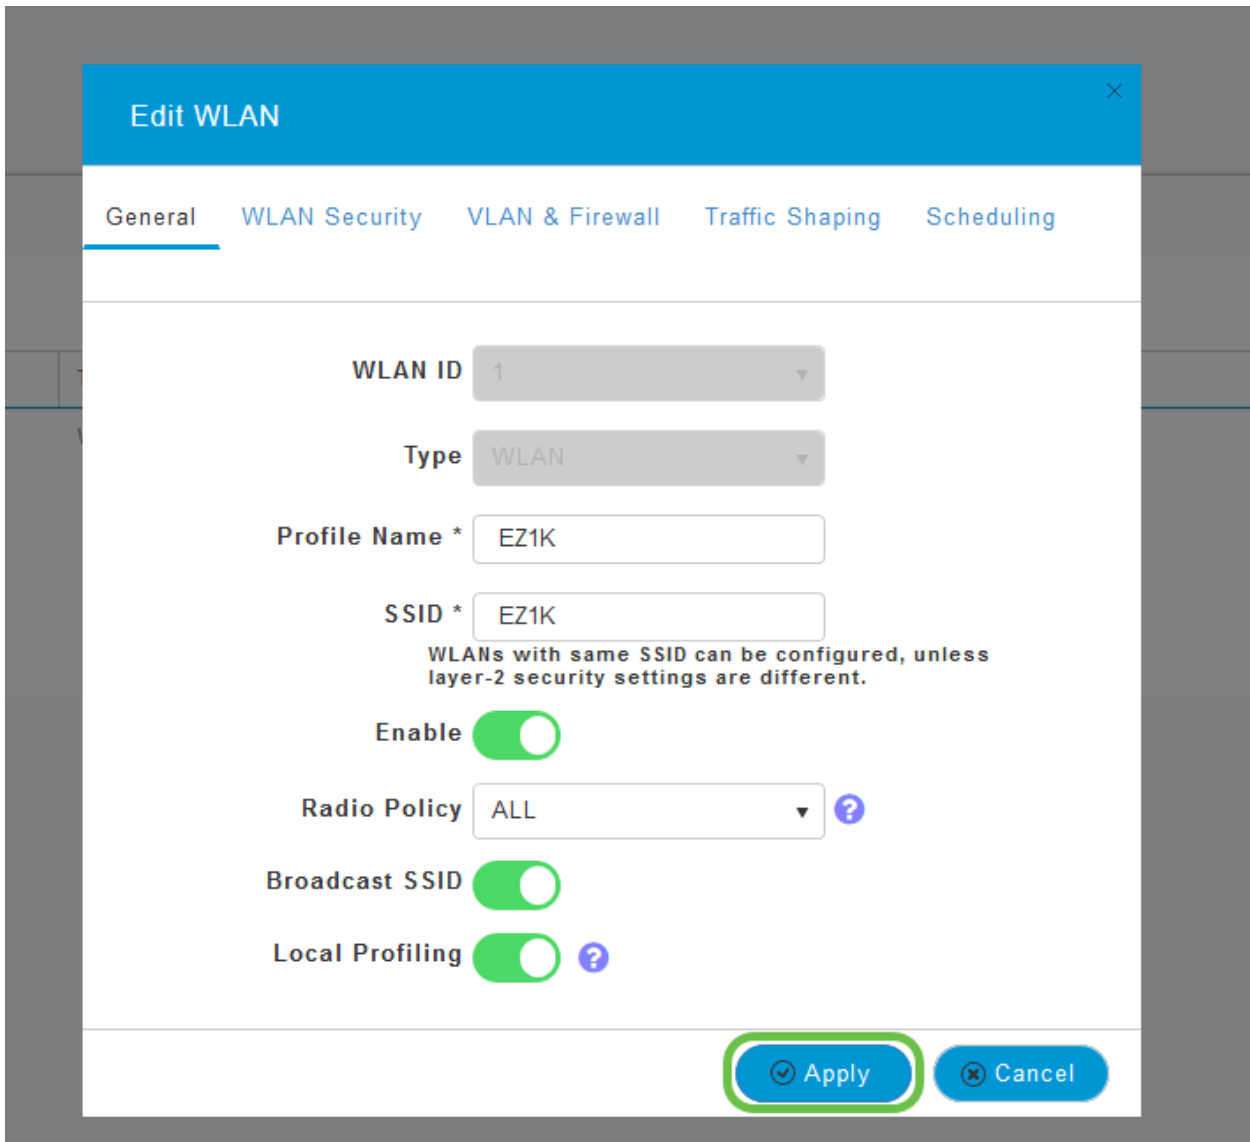 Edit WLAN
General WLAN Security VLAN & Firewall Traffic Shaping Scheduling
WLAN ID 1
Type WLAN
Profile Name * EZ1K
SSID * EZ1K
WLANs with same SSID can be configured, unless
layer-2 security settings are different.
Enable
Radio Policy ALL ?
Broadcast SSID
Local Profiling ?
Apply Cancel